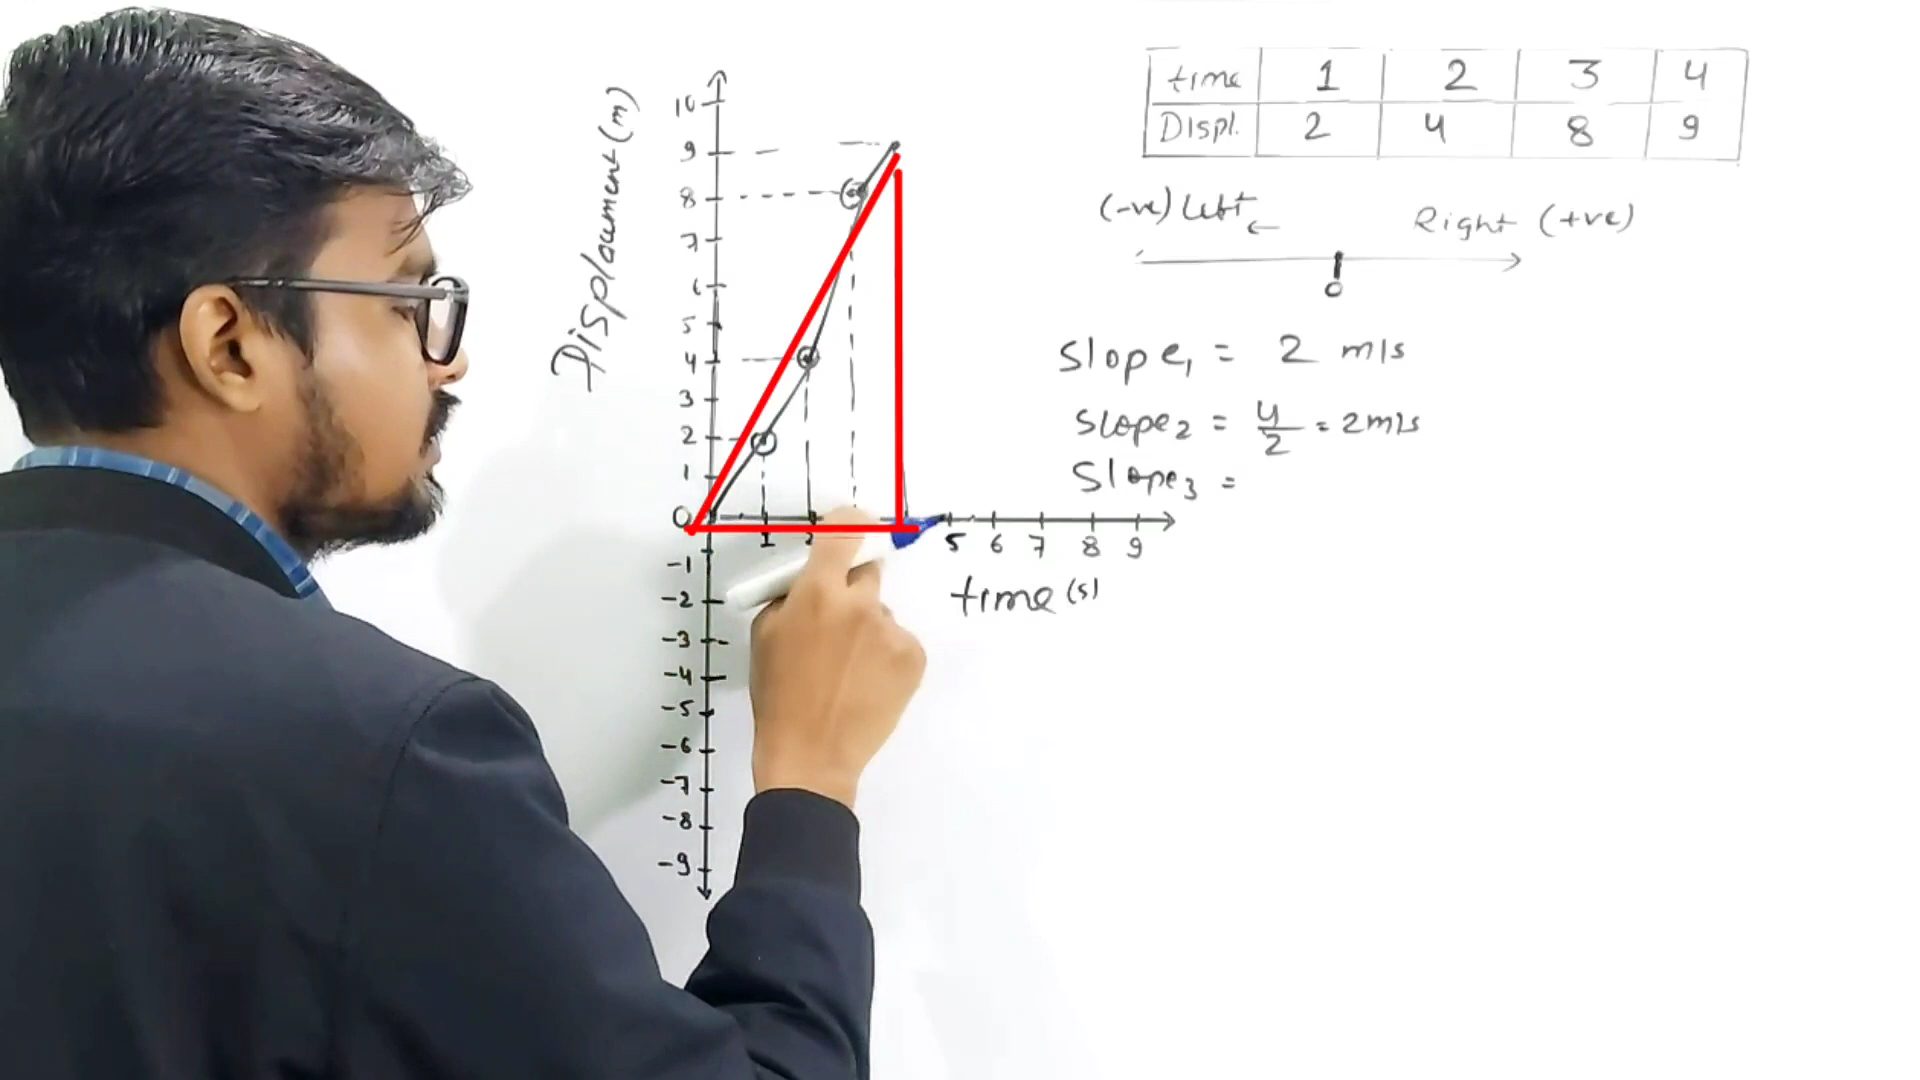 Displacement (m)
10
9
8
7
6
5
4
3
2
1
0
-1
-2
-3
-4
-5
-6
-7
-8
-9
1 2 5 6 7 8 9
time (s)
time 1 2 3 4
Displ. 2 4 8 9
(-ve) Left ← Right (+ve)
0
Slope₁ = 2 m/s
Slope₂ = 4/2 = 2 m/s
Slope₃ =